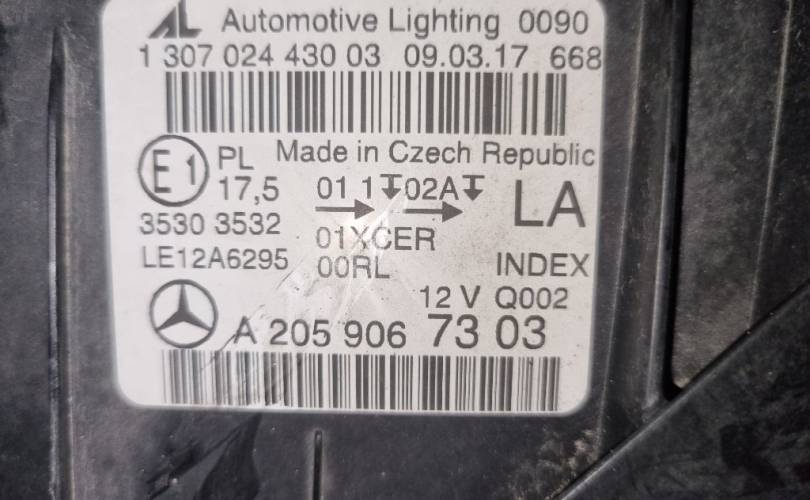 AL Automotive Lighting 0090
1 307 024 430 03 09.03.17 668
E1 PL Made in Czech Republic
17,5 01 1 02A LA
3530 3532 01XCER
LE12A6295 00RL INDEX
12 V Q002
A 205 906 73 03